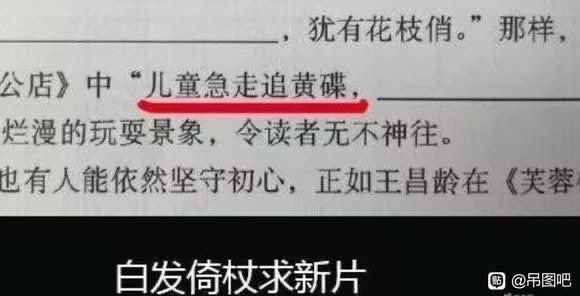 ，犹有花枝俏。”那样，
公店》中“儿童急走追黄碟，
烂漫的玩耍景象，令读者无不神往。
也有人能依然坚守初心，正如王昌龄在《芙蓉
白发倚杖求新片
@吊图吧